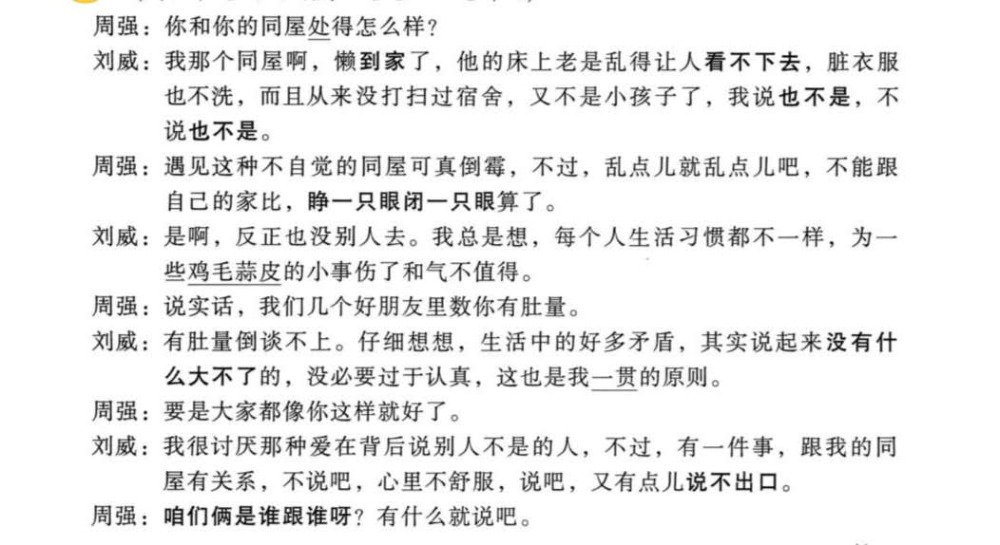 周强：你和你的同屋处得怎么样？
刘威：我那个同屋啊，懒到家了，他的床上老是乱得让人看不下去，脏衣服
也不洗，而且从来没打扫过宿舍，又不是小孩子了，我说也不是，不
说也不是。
周强：遇见这种不自觉的同屋可真倒霉，不过，乱点儿就乱点儿吧，不能跟
自己的家比，睁一只眼闭一只眼算了。
刘威：是啊，反正也没别人去。我总是想，每个人生活习惯都不一样，为一
些鸡毛蒜皮的小事伤了和气不值得。
周强：说实话，我们几个好朋友里数你有肚量。
刘威：有肚量倒谈不上。仔细想想，生活中的好多矛盾，其实说起来没有什
么大不了的，没必要过于认真，这也是我一贯的原则。
周强：要是大家都像你这样就好了。
刘威：我很讨厌那种爱在背后说别人不是的人，不过，有一件事，跟我的同
屋有关系，不说吧，心里不舒服，说吧，又有点儿说不出口。
周强：咱们俩是谁跟谁呀？有什么就说吧。